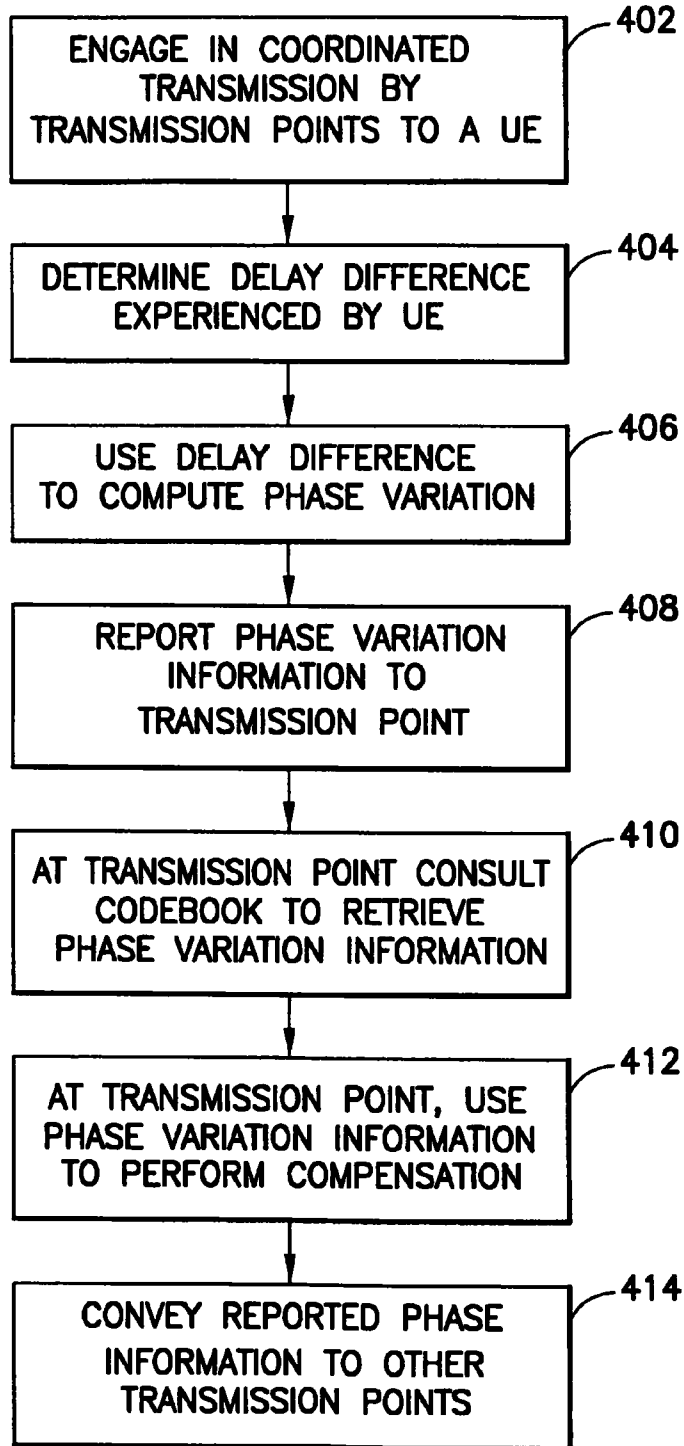 402
ENGAGE IN COORDINATED
TRANSMISSION BY
TRANSMISSION POINTS TO A UE
404
DETERMINE DELAY DIFFERENCE
EXPERIENCED BY UE
406
USE DELAY DIFFERENCE
TO COMPUTE PHASE VARIATION
408
REPORT PHASE VARIATION
INFORMATION TO
TRANSMISSION POINT
410
AT TRANSMISSION POINT CONSULT
CODEBOOK TO RETRIEVE
PHASE VARIATION INFORMATION
412
AT TRANSMISSION POINT, USE
PHASE VARIATION INFORMATION
TO PERFORM COMPENSATION
414
CONVEY REPORTED PHASE
INFORMATION TO OTHER
TRANSMISSION POINTS